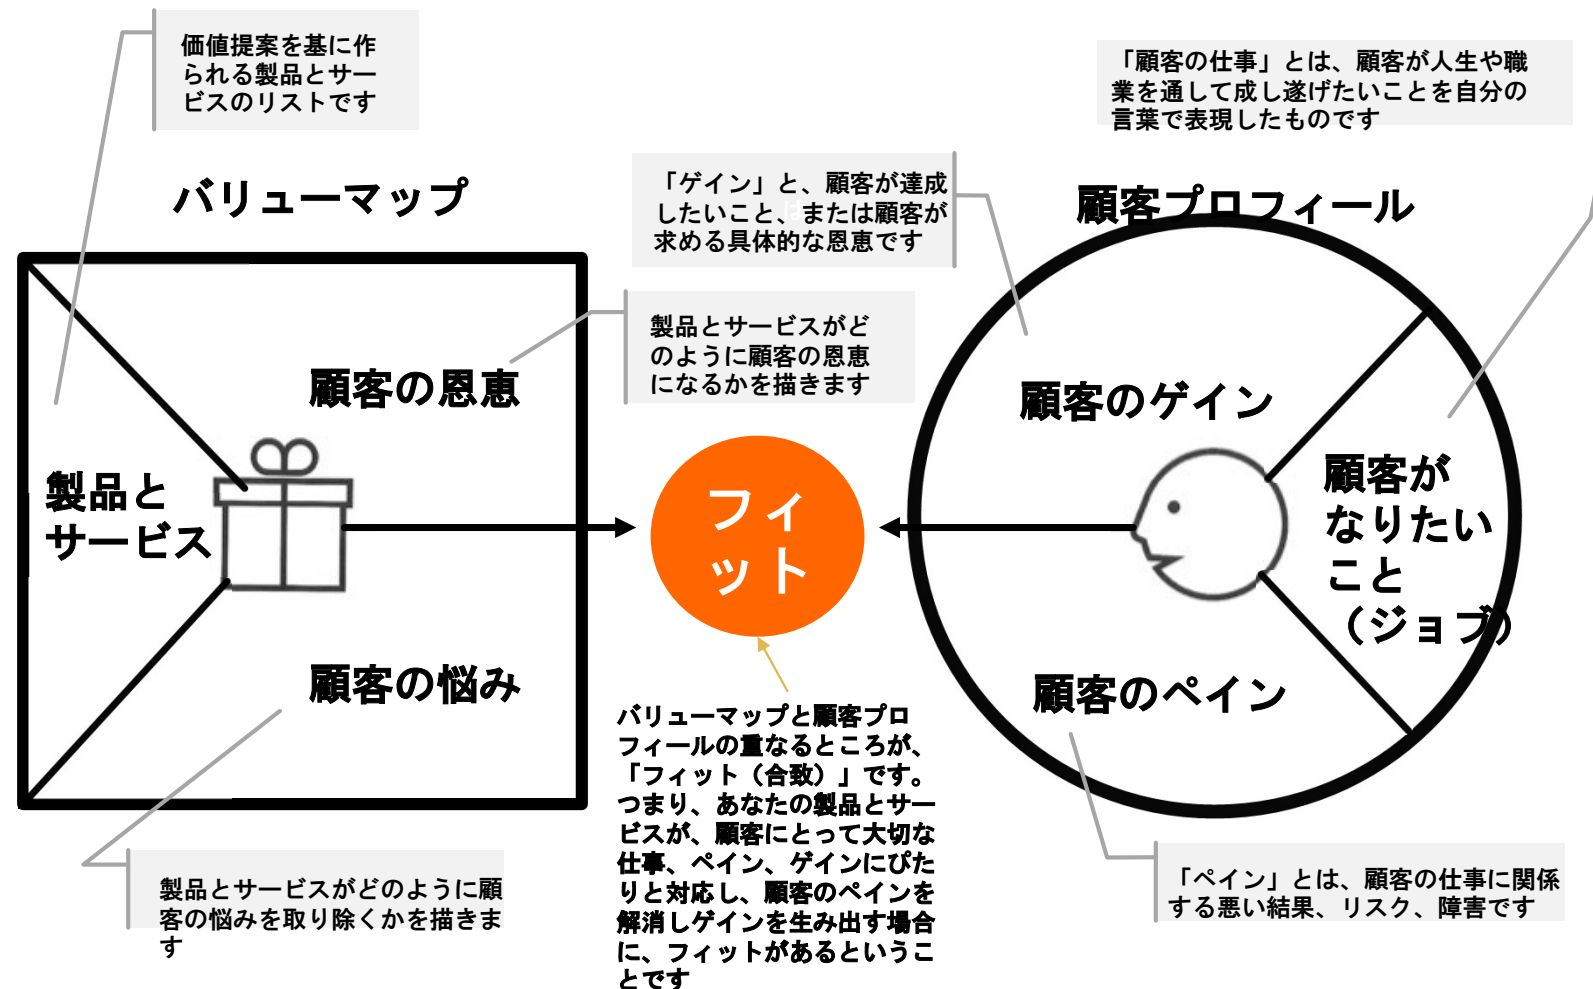 価値提案を基に作
られる製品とサー
ビスのリストです
「顧客の仕事」とは、顧客が人生や職
業を通して成し遂げたいことを自分の
言葉で表現したものです
バリューマップ
「ゲイン」と、顧客が達成
したいこと、または顧客が
求める具体的な恩恵です
は
顧客プロフィール
製品とサービスがど
のように顧客の恩恵
になるかを描きます
顧客の恩恵
顧客のゲイン
製品と
サービス
フィ
ット
顧客が
なりたい
こと
（ジョブ）
顧客の悩み
顧客のペイン
バリューマップと顧客プロ
フィールの重なるところが、
「フィット（合致）」です。
つまり、あなたの製品とサー
ビスが、顧客にとって大切な
仕事、ペイン、ゲインにぴた
りと対応し、顧客のペインを
解消しゲインを生み出す場合
に、フィットがあるというこ
とです
製品とサービスがどのように顧
客の悩みを取り除くかを描きま
す
「ペイン」とは、顧客の仕事に関係
する悪い結果、リスク、障害です